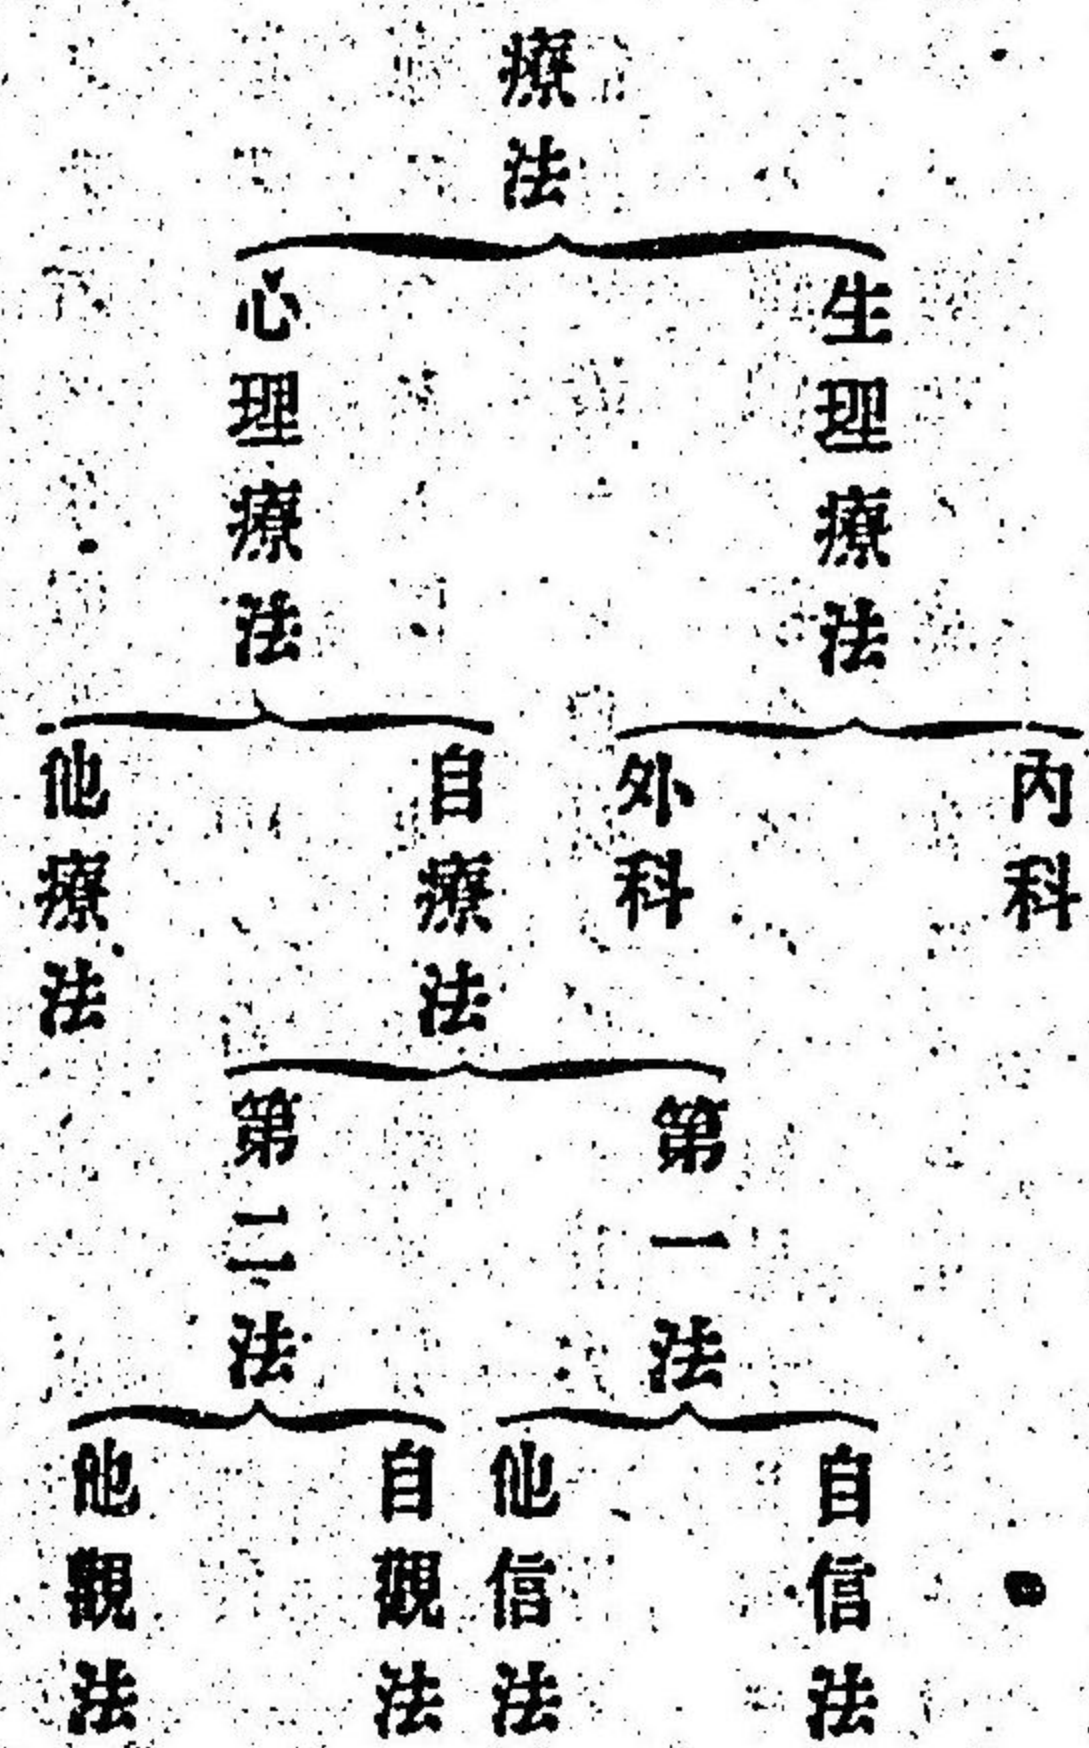 療法
生理療法
心理療法
內科
外科
自療法
他療法
第一法
第二法
自信法
他信法
自觀法
他觀法